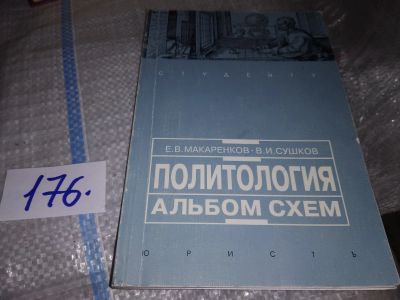 СТУДЕНТУ
Е.В.МАКАРЕНКОВ·В.И.СУШКОВ
ПОЛИТОЛОГИЯ
АЛЬБОМ СХЕМ
ЮРИСТЪ
176.